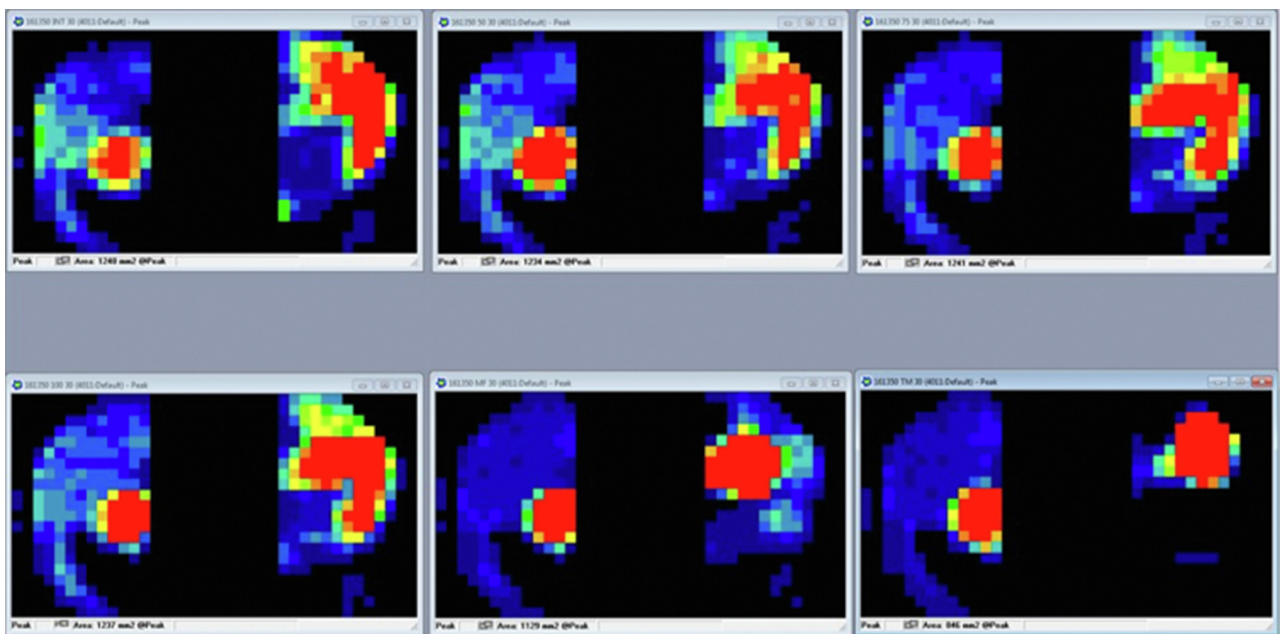 161350 INT 30 (4011:Default) - Peak
161350 50 30 (4011:Default) - Peak
161350 75 30 (4011:Default) - Peak
Peak Area: 1240 mm2 @Peak
Peak Area: 1234 mm2 @Peak
Peak Area: 1241 mm2 @Peak
161350 100 30 (4011:Default) - Peak
161350 MF 30 (4011:Default) - Peak
161350 TM 30 (4011:Default) - Peak
Peak Area: 1237 mm2 @Peak
Peak Area: 1129 mm2 @Peak
Peak Area: 846 mm2 @Peak